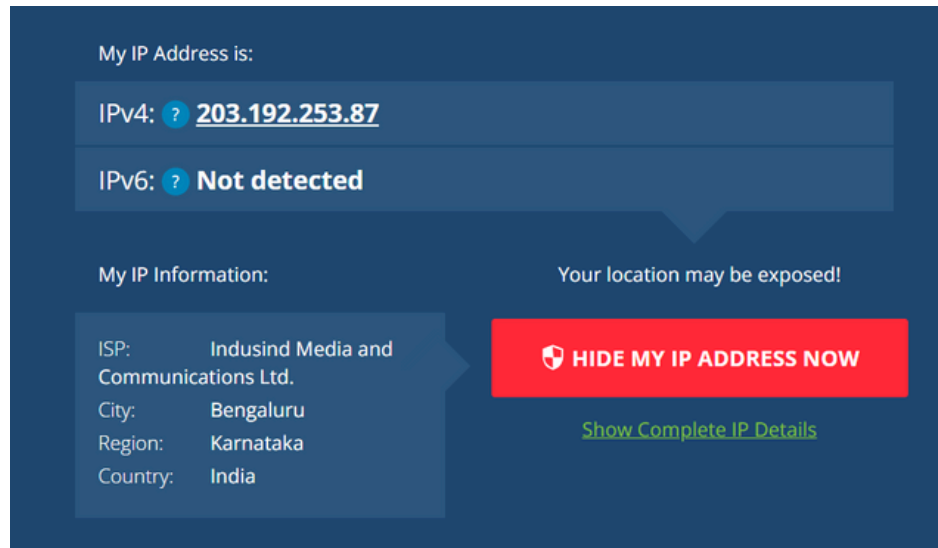 My IP Address is:
IPv4: ? 203.192.253.87
IPv6: ? Not detected
My IP Information:
ISP: Indusind Media and
Communications Ltd.
City: Bengaluru
Region: Karnataka
Country: India
Your location may be exposed!
HIDE MY IP ADDRESS NOW
Show Complete IP Details